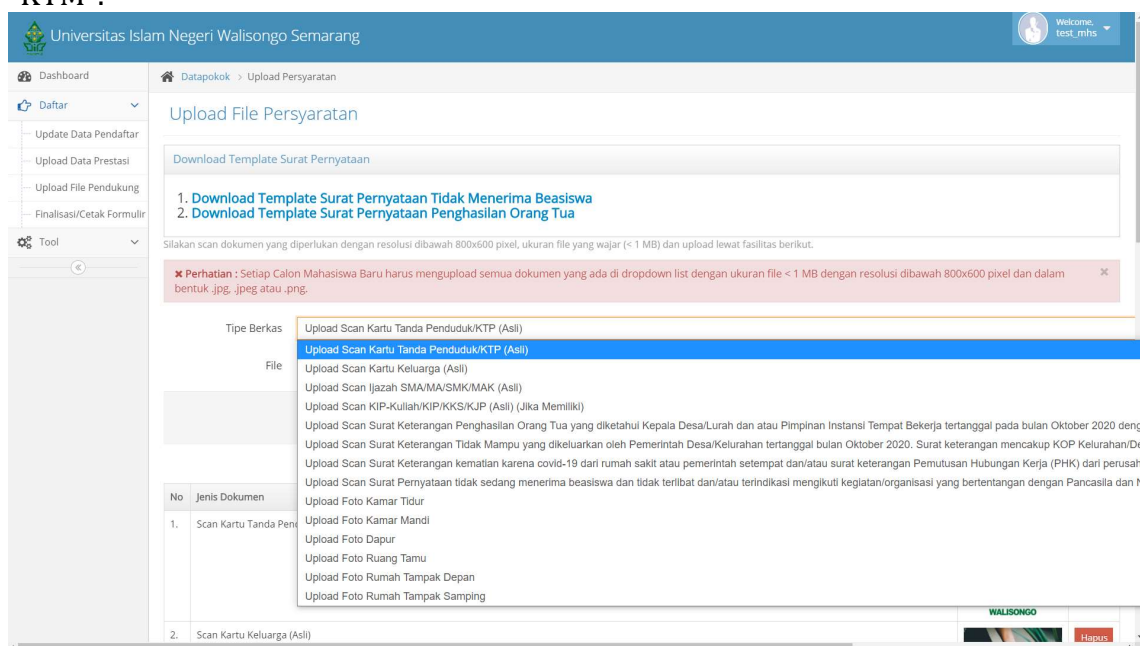 Universitas Islam Negeri Walisongo Semarang
Welcome,
test_mhs
Dashboard
Daftar
Update Data Pendaftar
Upload Data Prestasi
Upload File Pendukung
Finalisasi/Cetak Formulir
Tool
Datapokok > Upload Persyaratan
Upload File Persyaratan
Download Template Surat Pernyataan
1. Download Template Surat Pernyataan Tidak Menerima Beasiswa
2. Download Template Surat Pernyataan Penghasilan Orang Tua
Silakan scan dokumen yang diperlukan dengan resolusi dibawah 800x600 pixel, ukuran file yang wajar (< 1 MB) dan upload lewat fasilitas berikut.
✖ Perhatian : Setiap Calon Mahasiswa Baru harus mengupload semua dokumen yang ada di dropdown list dengan ukuran file < 1 MB dengan resolusi dibawah 800x600 pixel dan dalam
bentuk .jpg, .jpeg atau .png.
Tipe Berkas
Upload Scan Kartu Tanda Penduduk/KTP (Asli)
File
Upload Scan Kartu Tanda Penduduk/KTP (Asli)
Upload Scan Kartu Keluarga (Asli)
Upload Scan Ijazah SMA/MA/SMK/MAK (Asli)
Upload Scan KIP-Kuliah/KIP/KKS/KJP (Asli) (Jika Memiliki)
Upload Scan Surat Keterangan Penghasilan Orang Tua yang diketahui Kepala Desa/Lurah dan atau Pimpinan Instansi Tempat Bekerja tertanggal pada bulan Oktober 2020 deng
Upload Scan Surat Keterangan Tidak Mampu yang dikeluarkan oleh Pemerintah Desa/Kelurahan tertanggal bulan Oktober 2020. Surat keterangan mencakup KOP Kelurahan/De
Upload Scan Surat Keterangan kematian karena covid-19 dari rumah sakit atau pemerintah setempat dan/atau surat keterangan Pemutusan Hubungan Kerja (PHK) dari perusah
Upload Scan Surat Pernyataan tidak sedang menerima beasiswa dan tidak terlibat dan/atau terindikasi mengikuti kegiatan/organisasi yang bertentangan dengan Pancasila dan
Upload Foto Kamar Tidur
Upload Foto Kamar Mandi
Upload Foto Dapur
Upload Foto Ruang Tamu
Upload Foto Rumah Tampak Depan
Upload Foto Rumah Tampak Samping
No Jenis Dokumen
1. Scan Kartu Tanda Pen
WALISONGO
2. Scan Kartu Keluarga (Asli)
Hapus